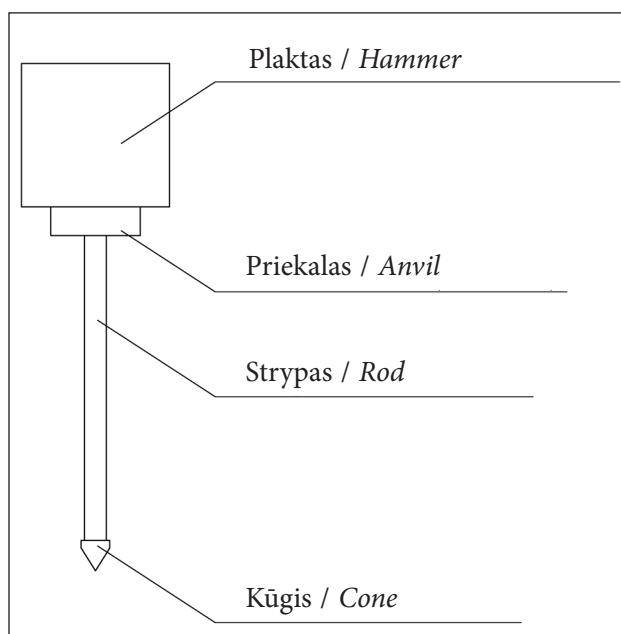 Plaktas / Hammer
Priekalas / Anvil
Strypas / Rod
Kūgis / Cone